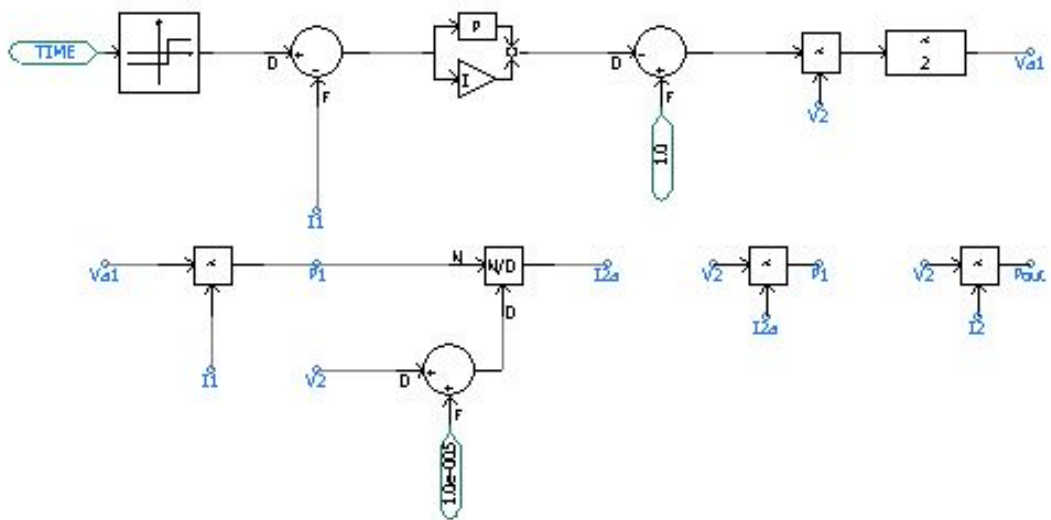 TIME
D
F
I1
P
I
D
F
1.0
V2
2
Va1
Va1
I1
P1
N
N/D
D
I2a
V2
D
F
1.0e-005
V2
I2a
P1
V2
I2
Pout